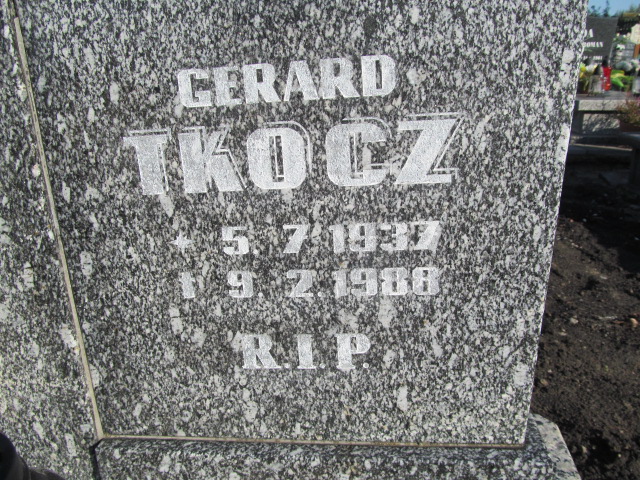 GERARD
TKOCZ
* 5. 7 1937
† 9. 2. 1988
R.I.P.